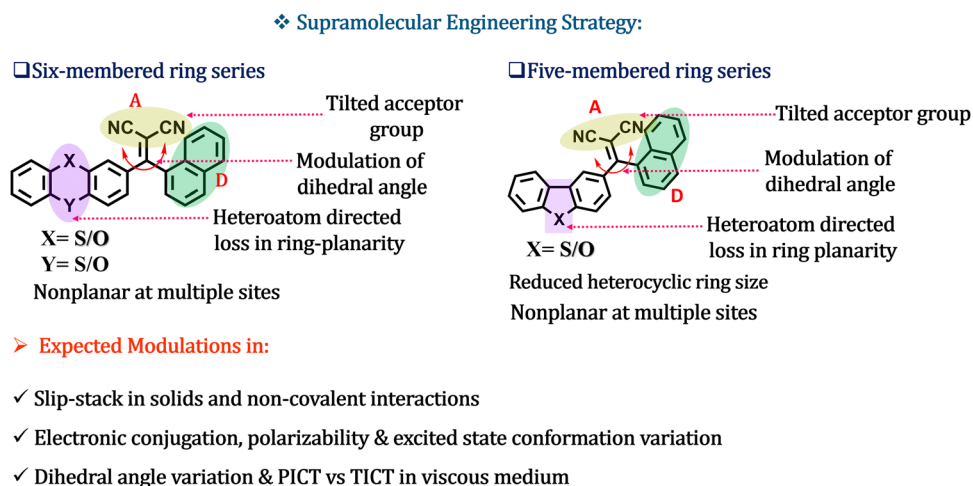 ❖ Supramolecular Engineering Strategy:
❑Six-membered ring series
A
NC CN
Tilted acceptor
group
Modulation of
dihedral angle
D
X
Y
Heteroatom directed
loss in ring-planarity
X= S/O
Y= S/O
Nonplanar at multiple sites
❑Five-membered ring series
A
NC CN
Tilted acceptor group
Modulation of
dihedral angle
D
X
Heteroatom directed
loss in ring planarity
X= S/O
Reduced heterocyclic ring size
Nonplanar at multiple sites
➢ Expected Modulations in:
✓ Slip-stack in solids and non-covalent interactions
✓ Electronic conjugation, polarizability & excited state conformation variation
✓ Dihedral angle variation & PICT vs TICT in viscous medium